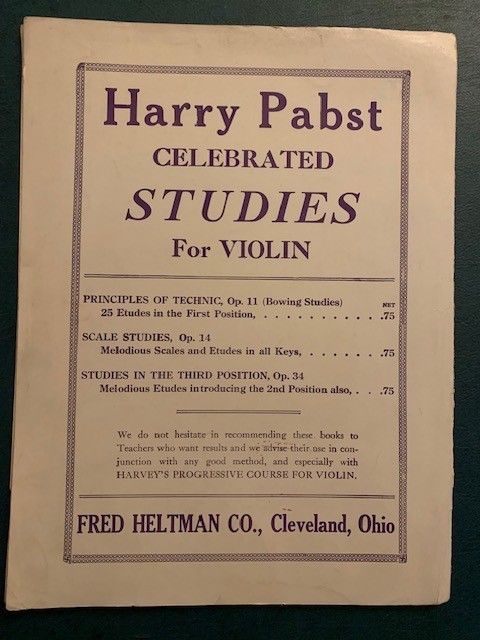 Harry Pabst
CELEBRATED
STUDIES
For VIOLIN
PRINCIPLES OF TECHNIC, Op. 11 (Bowing Studies) NET
25 Etudes in the First Position, . . . . . . . . . . . .75
SCALE STUDIES, Op. 14
Melodious Scales and Etudes in all Keys, . . . . . . . .75
STUDIES IN THE THIRD POSITION, Op. 34
Melodious Etudes introducing the 2nd Position also, . . .75
We do not hesitate in recommending these books to
Teachers who want results and we advise their use in con-
junction with any good method, and especially with
HARVEY'S PROGRESSIVE COURSE FOR VIOLIN.
FRED HELTMAN CO., Cleveland, Ohio